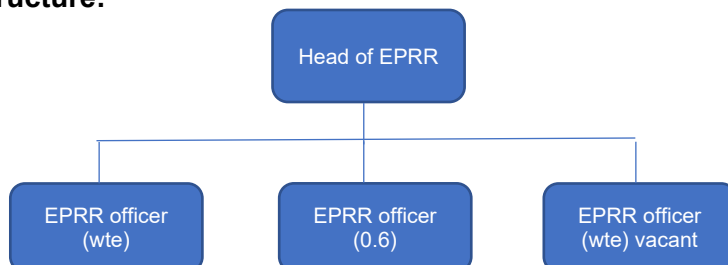 ructure:
Head of EPRR
EPRR officer
(wte)
EPRR officer
(0.6)
EPRR officer
(wte) vacant